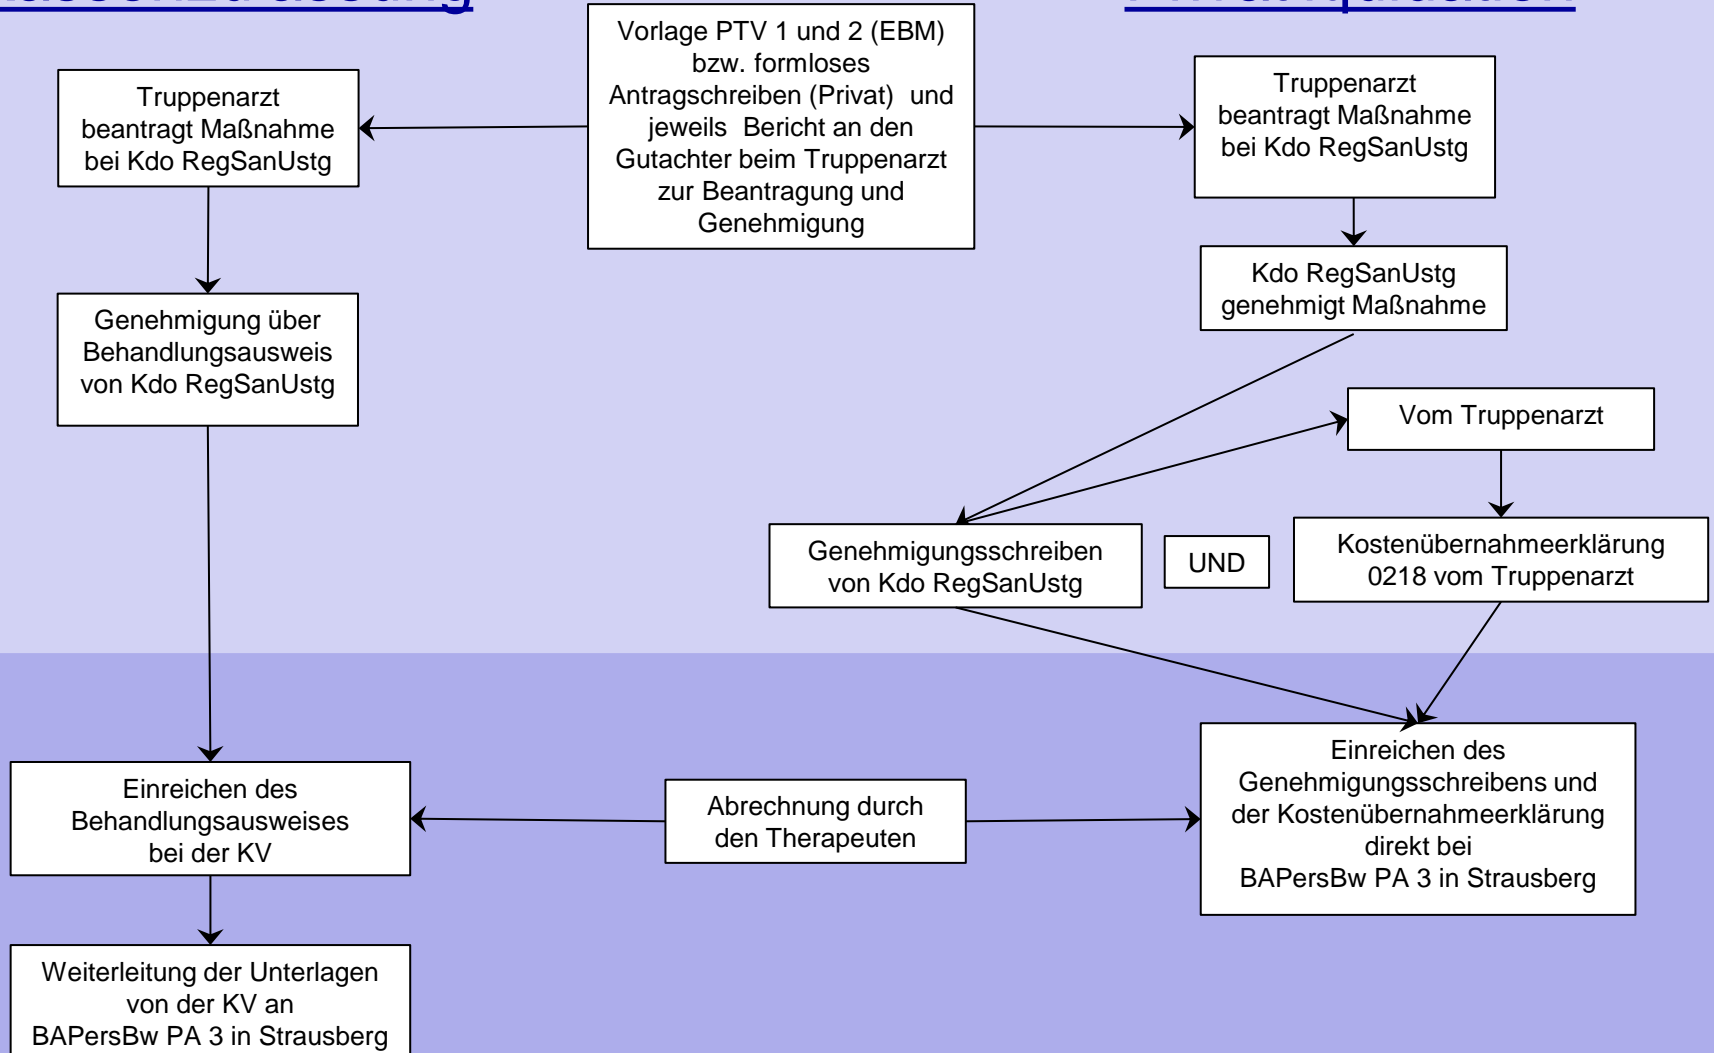 Vorlage PTV 1 und 2 (EBM)
bzw. formloses
Antragschreiben (Privat) und
jeweils Bericht an den
Gutachter beim Truppenarzt
zur Beantragung und
Genehmigung
Truppenarzt
beantragt Maßnahme
bei Kdo RegSanUstg
Truppenarzt
beantragt Maßnahme
bei Kdo RegSanUstg
Kdo RegSanUstg
genehmigt Maßnahme
Genehmigung über
Behandlungsausweis
von Kdo RegSanUstg
Vom Truppenarzt
Genehmigungsschreiben
von Kdo RegSanUstg
UND
Kostenübernahmeerklärung
0218 vom Truppenarzt
Einreichen des
Behandlungsausweises
bei der KV
Abrechnung durch
den Therapeuten
Einreichen des
Genehmigungsschreibens und
der Kostenübernahmeerklärung
direkt bei
BAPersBw PA 3 in Strausberg
Weiterleitung der Unterlagen
von der KV an
BAPersBw PA 3 in Strausberg